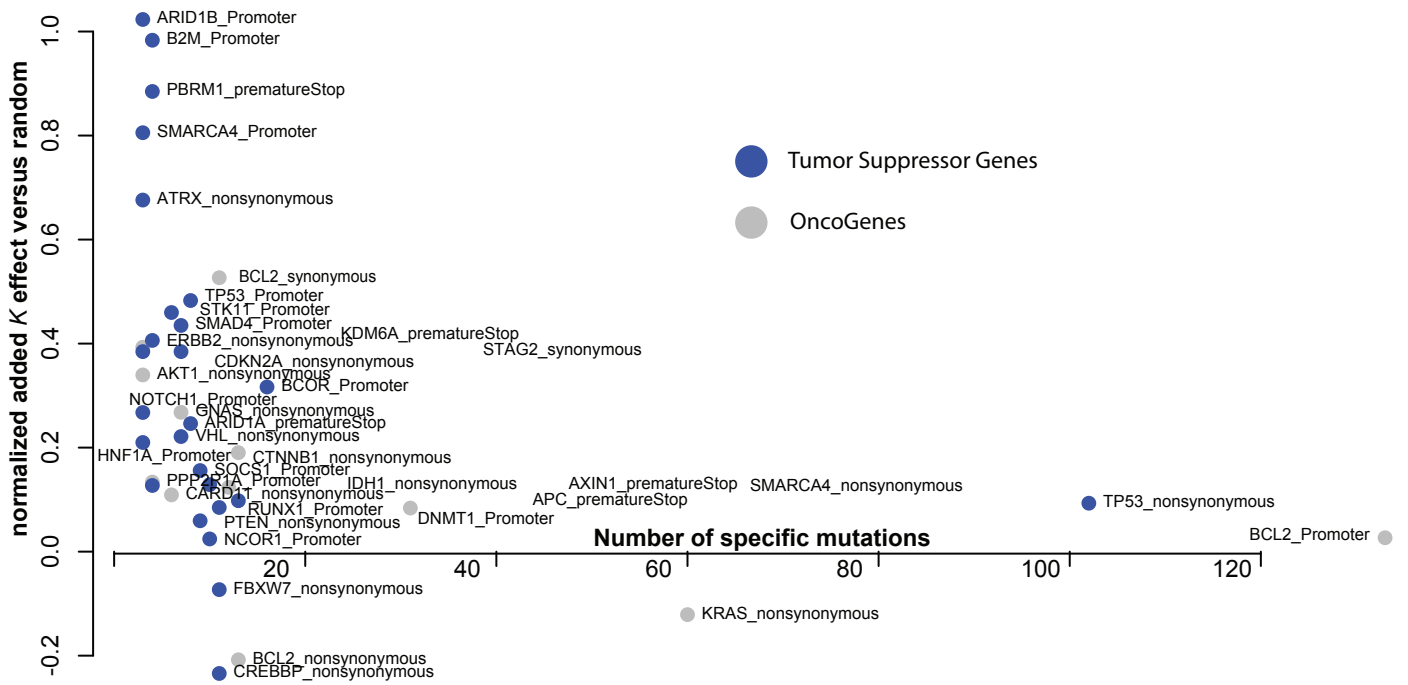 normalized added K effect versus random
1.0
0.8
0.6
0.4
0.2
0.0
-0.2
ARID1B_Promoter
B2M_Promoter
PBRM1_prematureStop
SMARCA4_Promoter
Tumor Suppressor Genes
ATRX_nonsynonymous
OncoGenes
BCL2_synonymous
TP53_Promoter
STK11_Promoter
SMAD4_Promoter
KDM6A_prematureStop
ERBB2_nonsynonymous
STAG2_synonymous
CDKN2A_nonsynonymous
AKT1_nonsynonymous
BCOR_Promoter
NOTCH1_Promoter
GNAS_nonsynonymous
ARID1A_prematureStop
VHL_nonsynonymous
HNF1A_Promoter
CTNNB1_nonsynonymous
SOCS1_Promoter
PPP2R1A_Promoter
IDH1_nonsynonymous
AXIN1_prematureStop
SMARCA4_nonsynonymous
CARD11_nonsynonymous
APC_prematureStop
TP53_nonsynonymous
RUNX1_Promoter
DNMT1_Promoter
PTEN_nonsynonymous
BCL2_Promoter
NCOR1_Promoter
Number of specific mutations
20
40
60
80
100
120
FBXW7_nonsynonymous
KRAS_nonsynonymous
BCL2_nonsynonymous
CREBBP_nonsynonymous